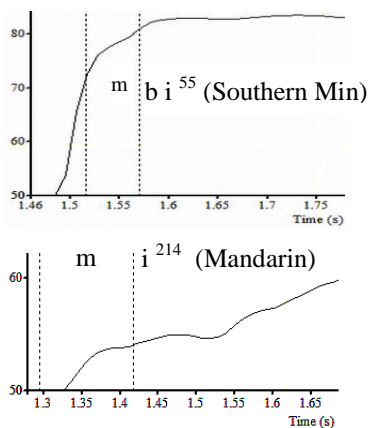 80
m b i ⁵⁵ (Southern Min)
70
60
50
1.46 1.5 1.55 1.6 1.65 1.7 1.75
Time (s)
m i ²¹⁴ (Mandarin)
60
50
1.3 1.35 1.4 1.45 1.5 1.55 1.6 1.65
Time (s)